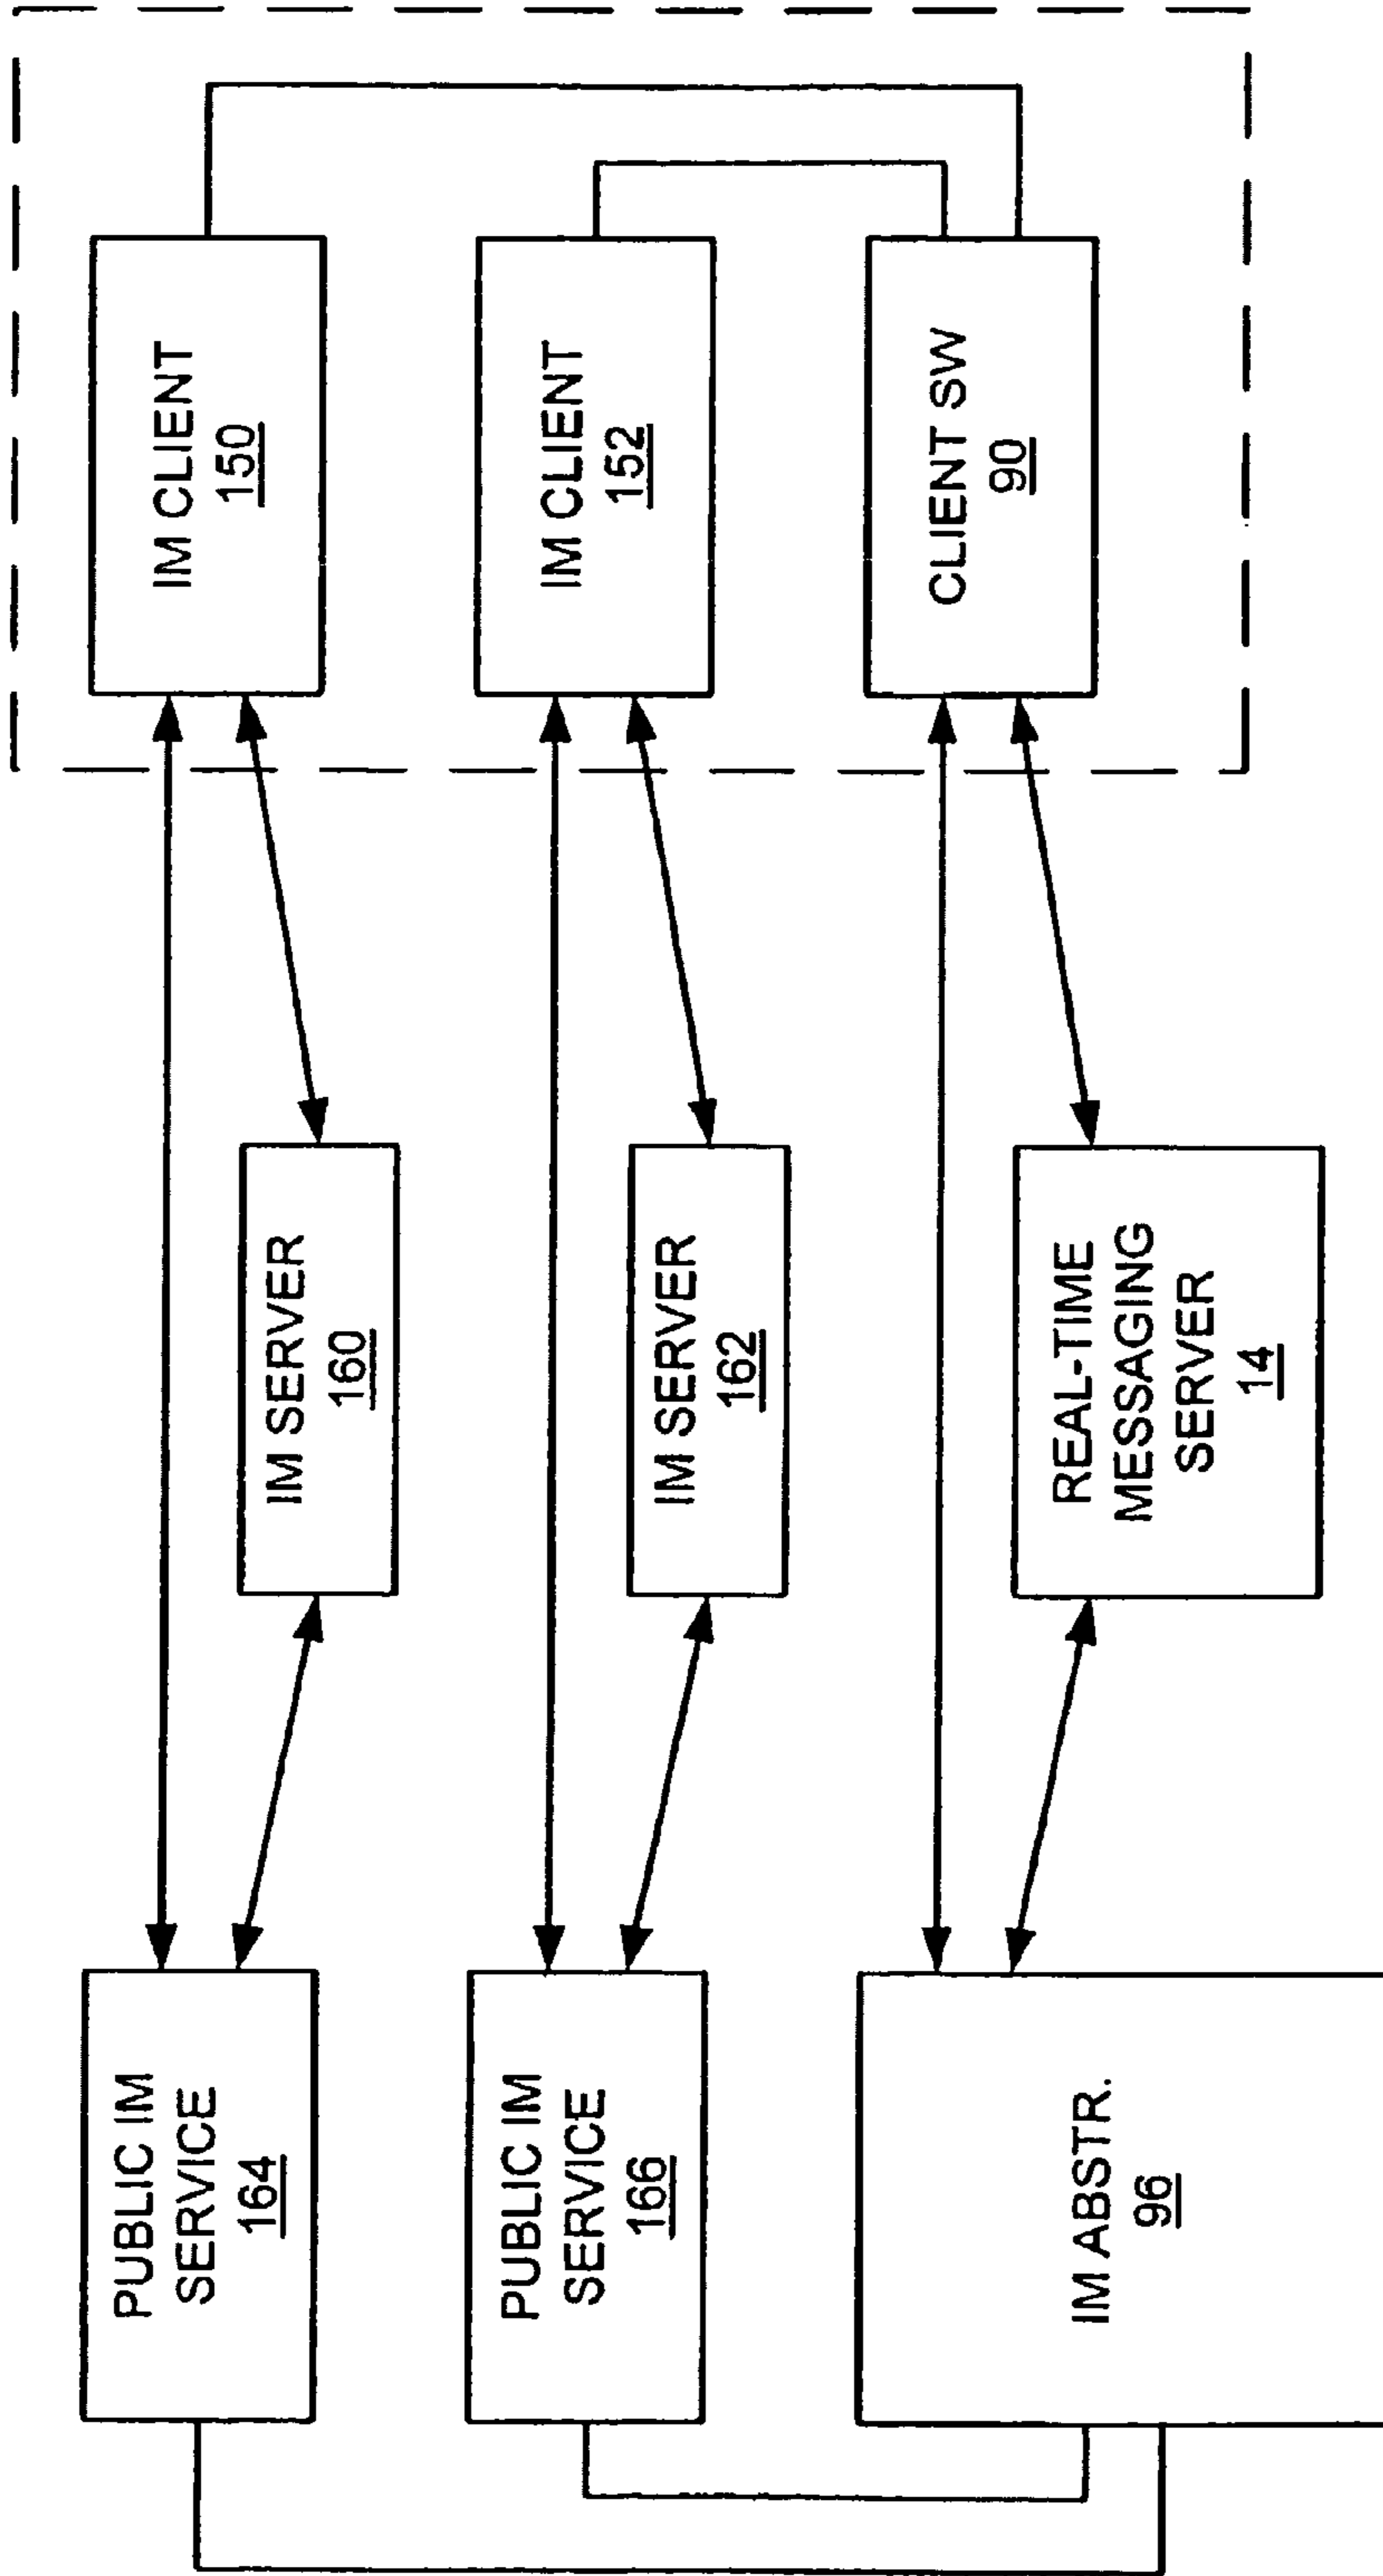 PUBLIC IM
SERVICE
164
IM SERVER
160
IM CLIENT
150
PUBLIC IM
SERVICE
166
IM SERVER
162
IM CLIENT
152
IM ABSTR.
96
REAL-TIME
MESSAGING
SERVER
14
CLIENT SW
90